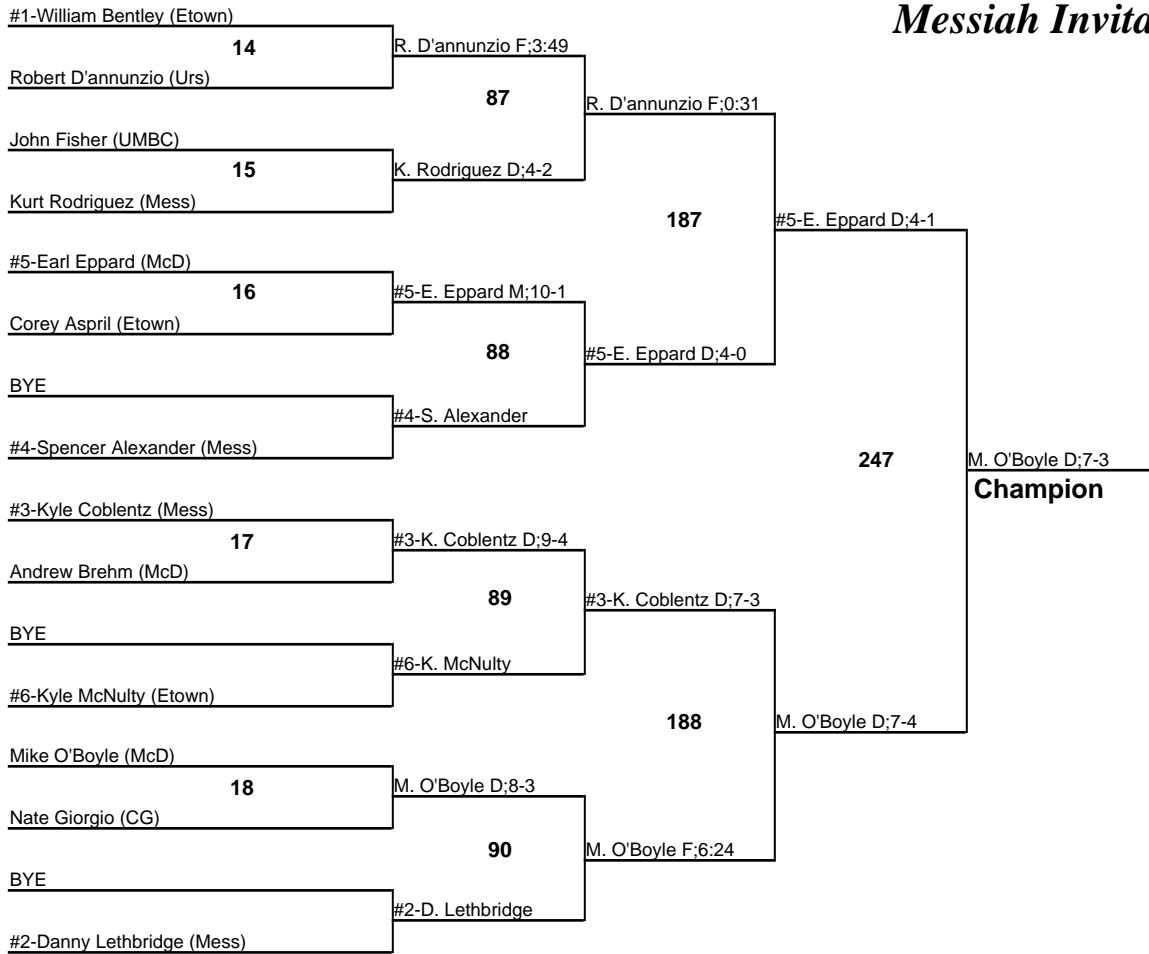 Messiah Invita
#1-William Bentley (Etown)
14
R. D'annunzio F;3:49
Robert D'annunzio (Urs)
87
R. D'annunzio F;0:31
John Fisher (UMBC)
15
K. Rodriguez D;4-2
Kurt Rodriguez (Mess)
187
#5-E. Eppard D;4-1
#5-Earl Eppard (McD)
16
#5-E. Eppard M;10-1
Corey Aspril (Etown)
88
#5-E. Eppard D;4-0
BYE
#4-S. Alexander
#4-Spencer Alexander (Mess)
247
M. O'Boyle D;7-3
Champion
#3-Kyle Coblentz (Mess)
17
#3-K. Coblentz D;9-4
Andrew Brehm (McD)
89
#3-K. Coblentz D;7-3
BYE
#6-K. McNulty
#6-Kyle McNulty (Etown)
188
M. O'Boyle D;7-4
Mike O'Boyle (McD)
18
M. O'Boyle D;8-3
Nate Giorgio (CG)
90
M. O'Boyle F;6:24
BYE
#2-D. Lethbridge
#2-Danny Lethbridge (Mess)